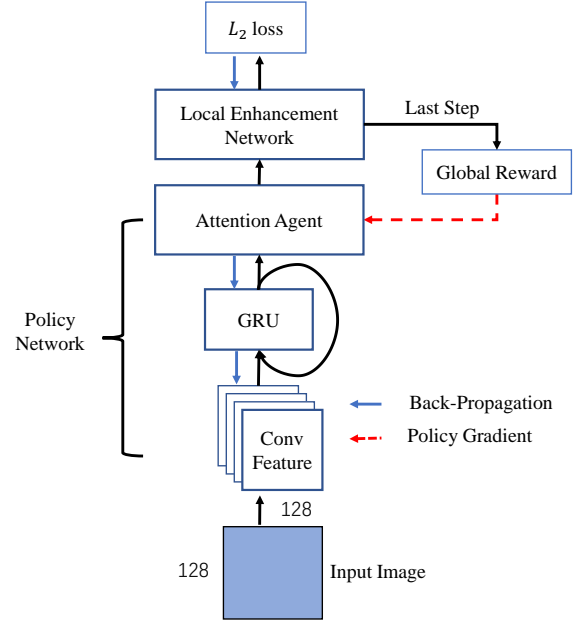 L₂ loss
Local Enhancement
Network
Last Step
Global Reward
Attention Agent
Policy
Network
GRU
Conv
Feature
Back-Propagation
Policy Gradient
128
128
Input Image